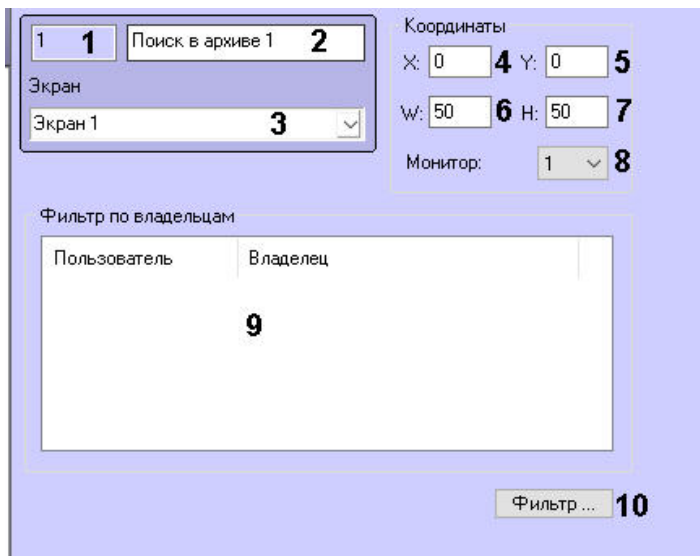 1 1 Поиск в архиве 1 2
Экран
Экран 1 3
Координаты
X: 0 4 Y: 0 5
W: 50 6 H: 50 7
Монитор: 1 8
Фильтр по владельцам
Пользователь Владелец
9
Фильтр ... 10